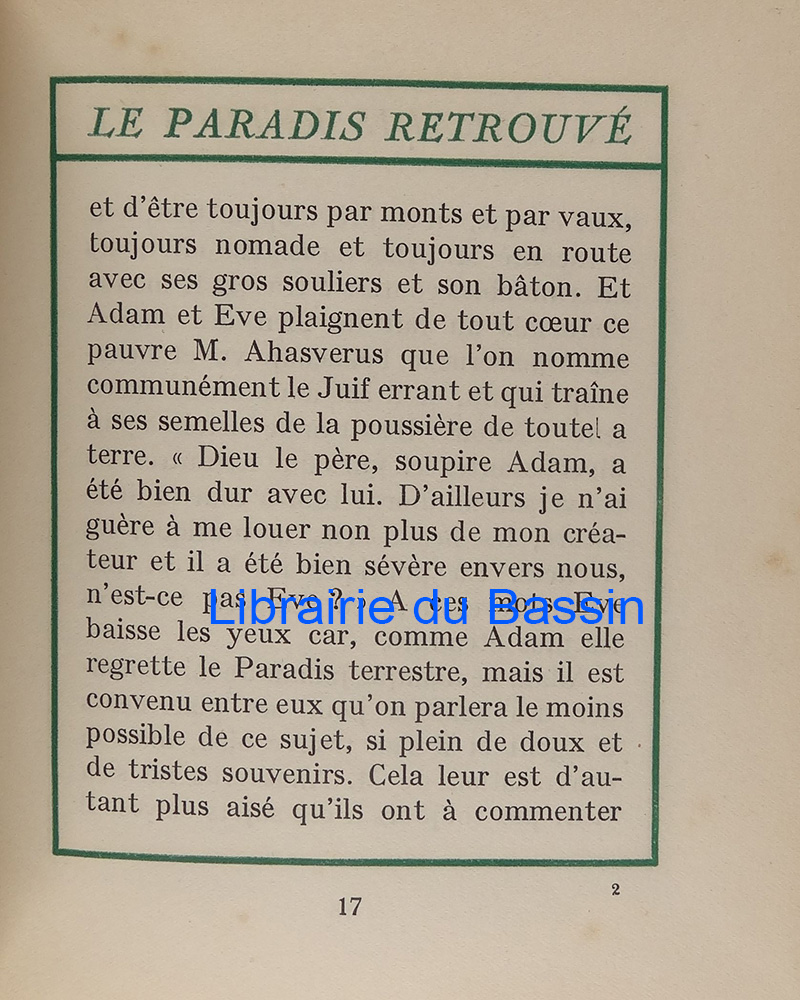 LE PARADIS RETROUVÉ
et d'être toujours par monts et par vaux,
toujours nomade et toujours en route
avec ses gros souliers et son bâton. Et
Adam et Eve plaignent de tout cœur ce
pauvre M. Ahasverus que l'on nomme
communément le Juif errant et qui traîne
à ses semelles de la poussière de toutel a
terre. « Dieu le père, soupire Adam, a
été bien dur avec lui. D'ailleurs je n'ai
guère à me louer non plus de mon créa-
teur et il a été bien sévère envers nous,
n'est-ce pas Eve ? » A ces mots Eve
Librairie du Bassin
baisse les yeux car, comme Adam elle
regrette le Paradis terrestre, mais il est
convenu entre eux qu'on parlera le moins
possible de ce sujet, si plein de doux et
de tristes souvenirs. Cela leur est d'au-
tant plus aisé qu'ils ont à commenter
2
17